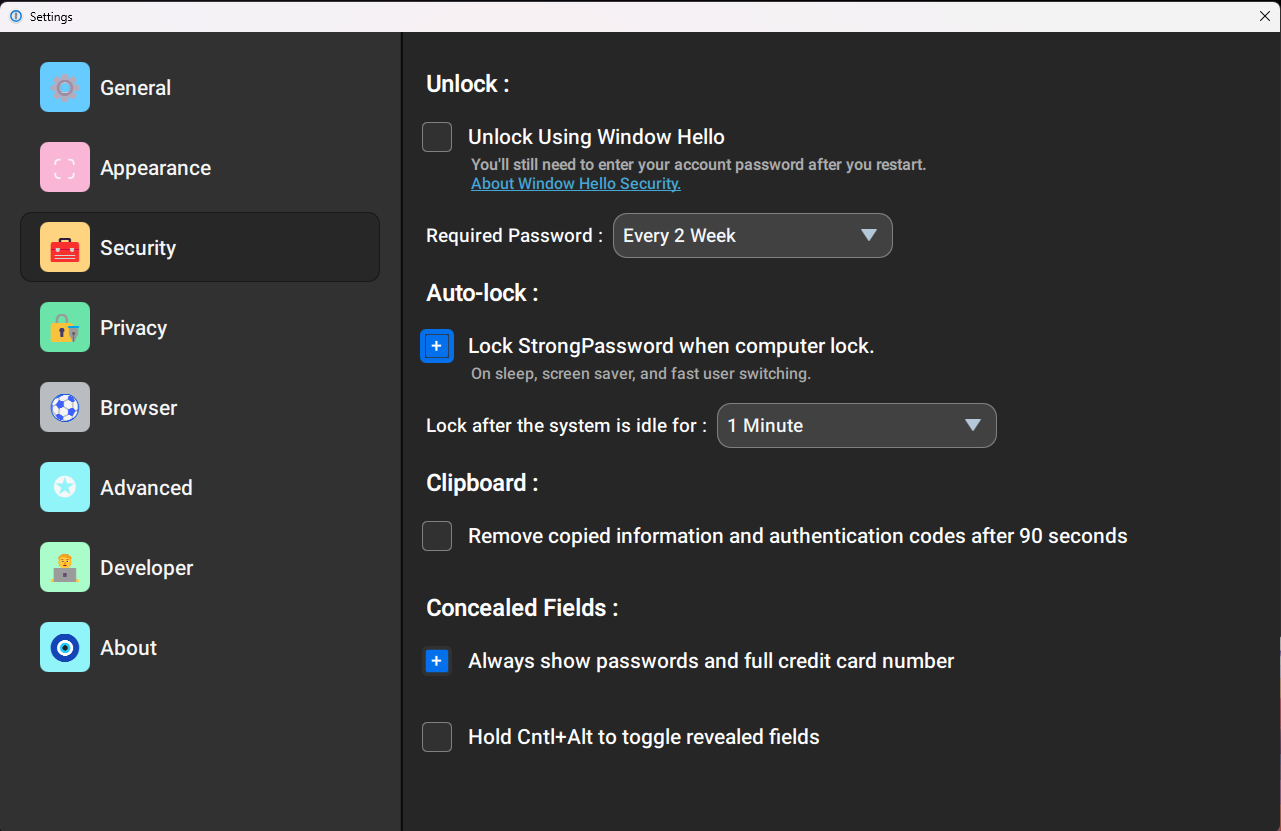 Settings
General
Appearance
Security
Privacy
Browser
Advanced
Developer
About
Unlock :
Unlock Using Window Hello
You'll still need to enter your account password after you restart.
About Window Hello Security.
Required Password : Every 2 Week
Auto-lock :
Lock StrongPassword when computer lock.
On sleep, screen saver, and fast user switching.
Lock after the system is idle for : 1 Minute
Clipboard :
Remove copied information and authentication codes after 90 seconds
Concealed Fields :
Always show passwords and full credit card number
Hold Cntl+Alt to toggle revealed fields